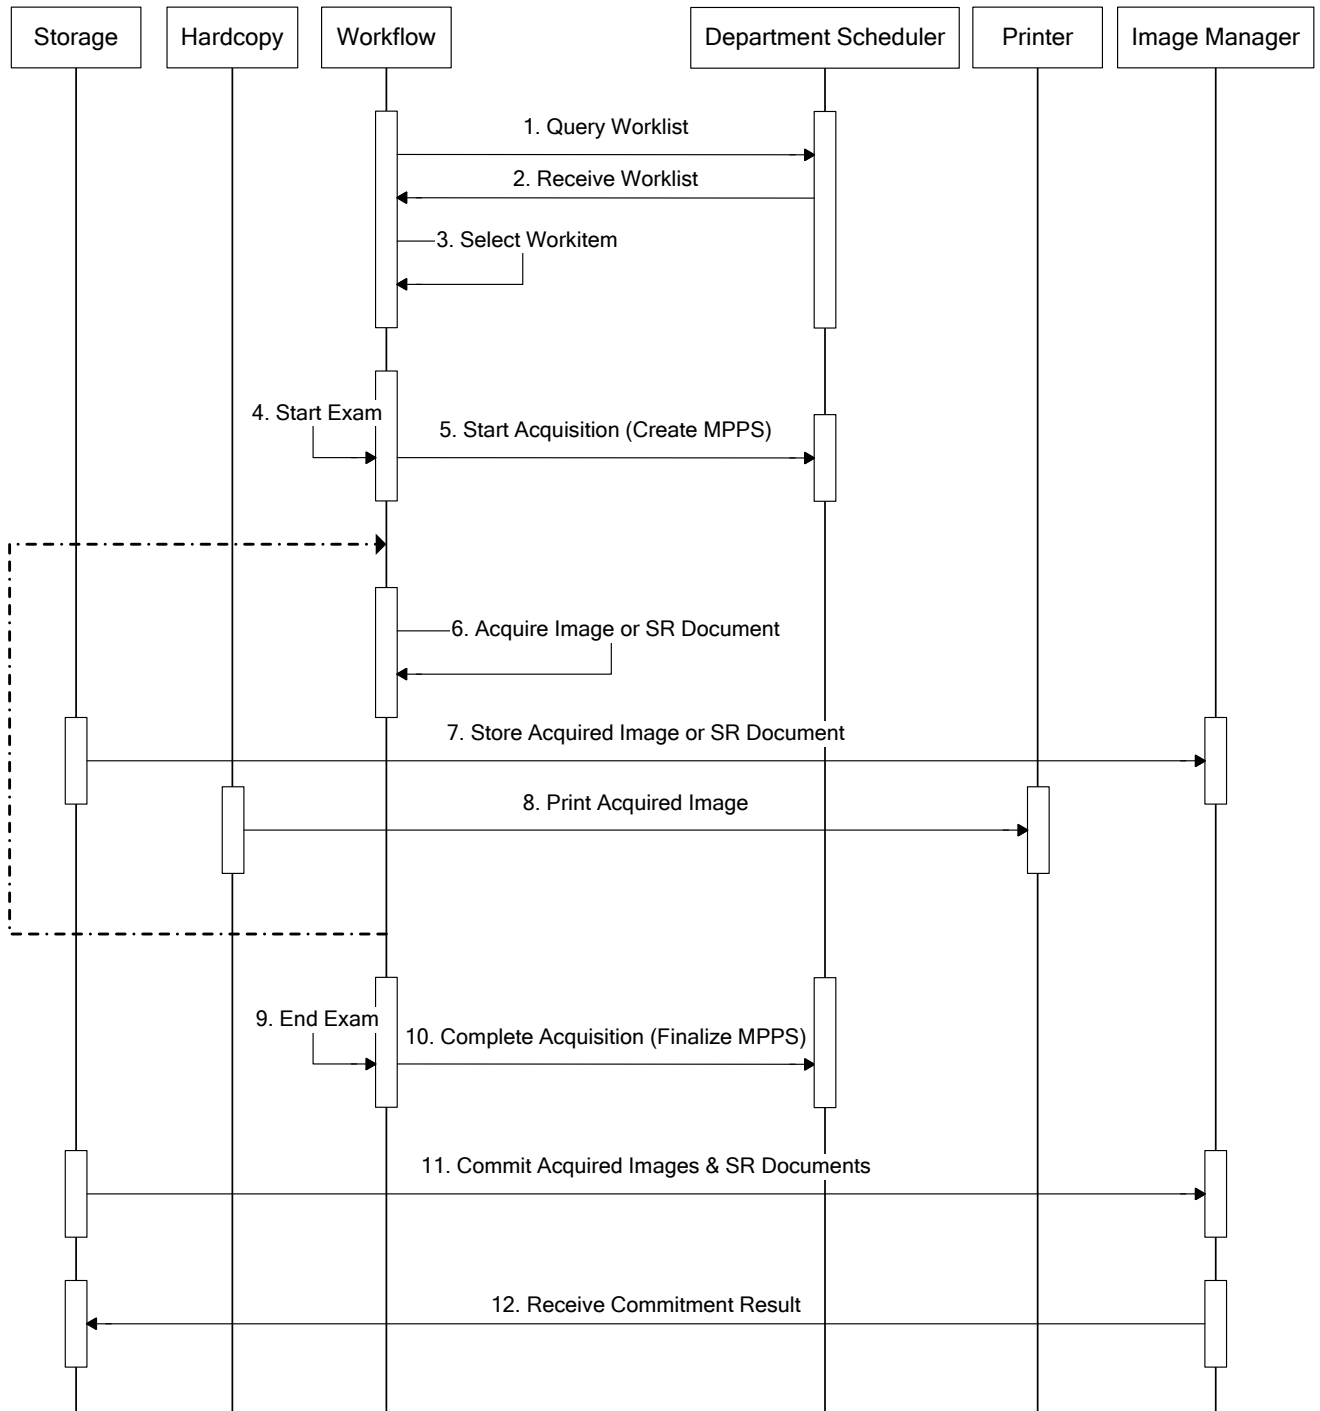 Storage
Hardcopy
Workflow
Department Scheduler
Printer
Image Manager
1. Query Worklist
2. Receive Worklist
3. Select Workitem
4. Start Exam
5. Start Acquisition (Create MPPS)
6. Acquire Image or SR Document
7. Store Acquired Image or SR Document
8. Print Acquired Image
9. End Exam
10. Complete Acquisition (Finalize MPPS)
11. Commit Acquired Images & SR Documents
12. Receive Commitment Result